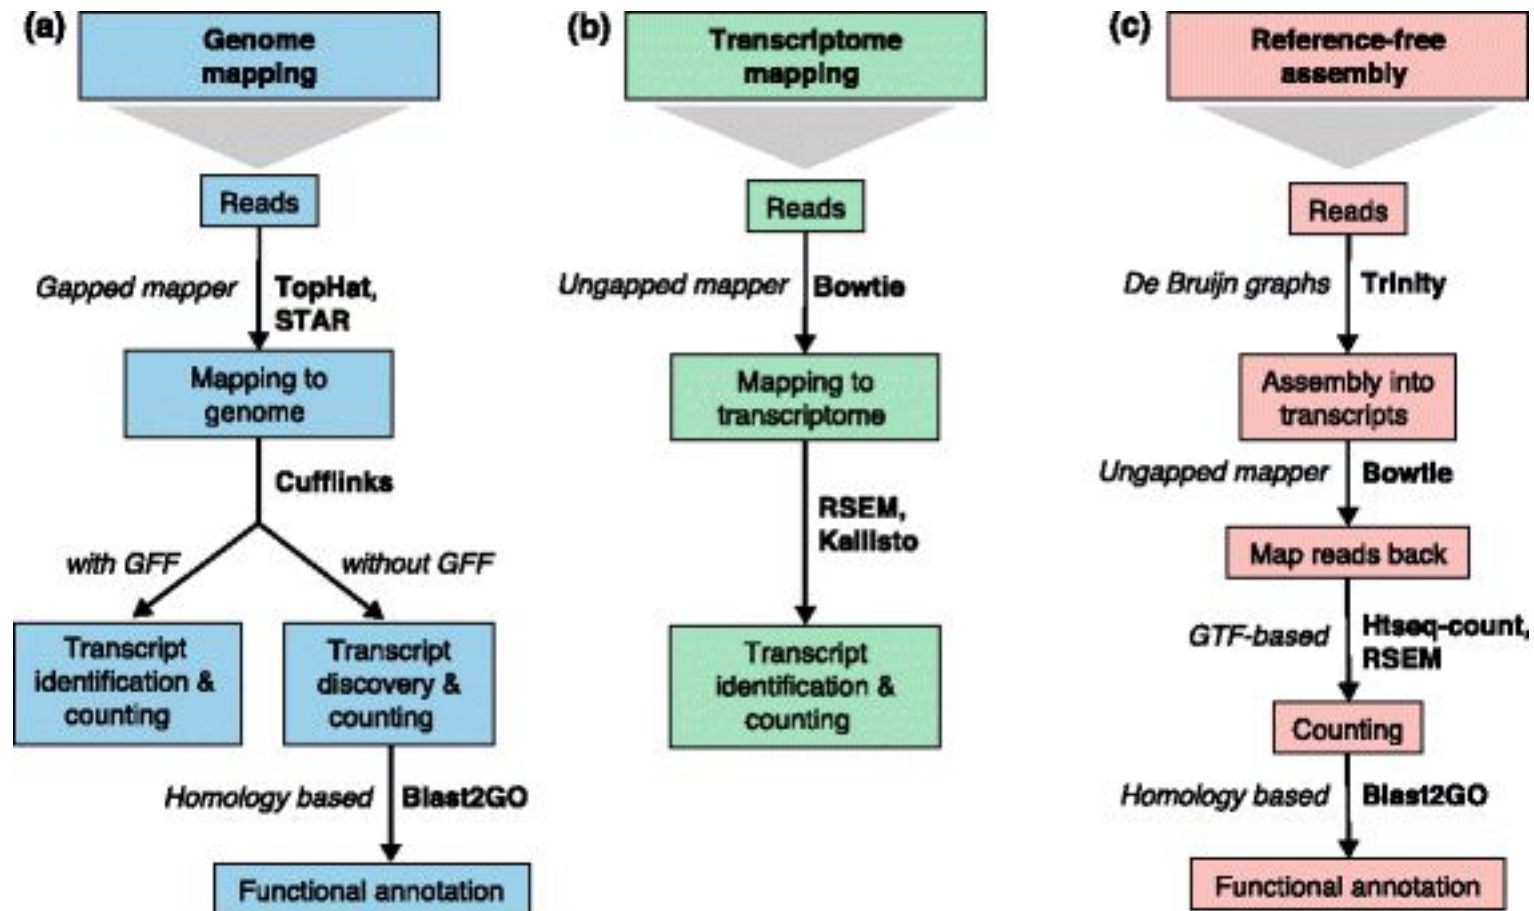 (a)
Genome
mapping
Reads
Gapped mapper
TopHat,
STAR
Mapping to
genome
Cufflinks
with GFF
without GFF
Transcript
identification &
counting
Transcript
discovery &
counting
Homology based
Blast2GO
Functional annotation
(b)
Transcriptome
mapping
Reads
Ungapped mapper
Bowtie
Mapping to
transcriptome
RSEM,
Kallisto
Transcript
identification &
counting
(c)
Reference-free
assembly
Reads
De Bruijn graphs
Trinity
Assembly into
transcripts
Ungapped mapper
Bowtie
Map reads back
GTF-based
Htseq-count,
RSEM
Counting
Homology based
Blast2GO
Functional annotation